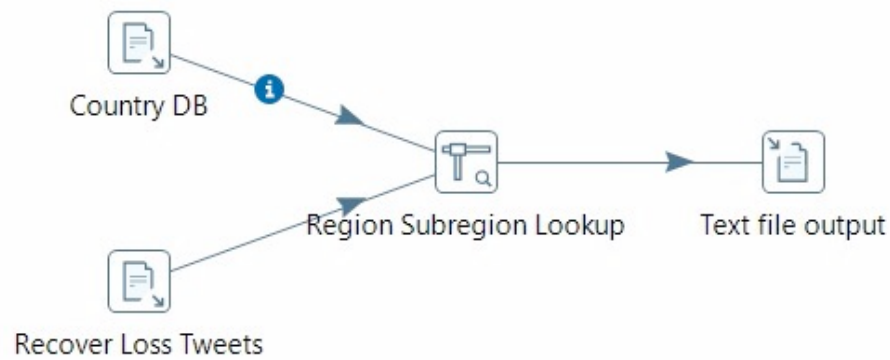 Country DB
Region Subregion Lookup
Text file output
Recover Loss Tweets